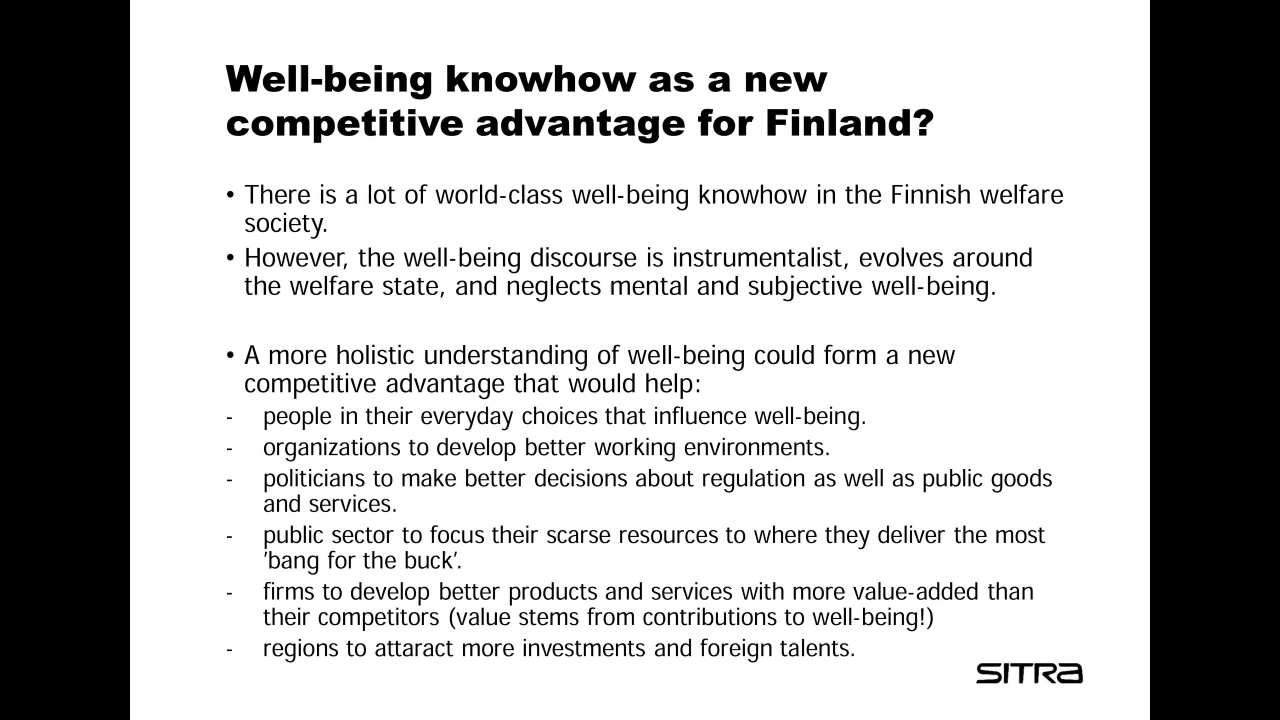 Well-being knowhow as a new
competitive advantage for Finland?
• There is a lot of world-class well-being knowhow in the Finnish welfare
society.
• However, the well-being discourse is instrumentalist, evolves around
the welfare state, and neglects mental and subjective well-being.
• A more holistic understanding of well-being could form a new
competitive advantage that would help:
- people in their everyday choices that influence well-being.
- organizations to develop better working environments.
- politicians to make better decisions about regulation as well as public goods
and services.
- public sector to focus their scarse resources to where they deliver the most
'bang for the buck'.
- firms to develop better products and services with more value-added than
their competitors (value stems from contributions to well-being!)
- regions to attaract more investments and foreign talents.
SITRA